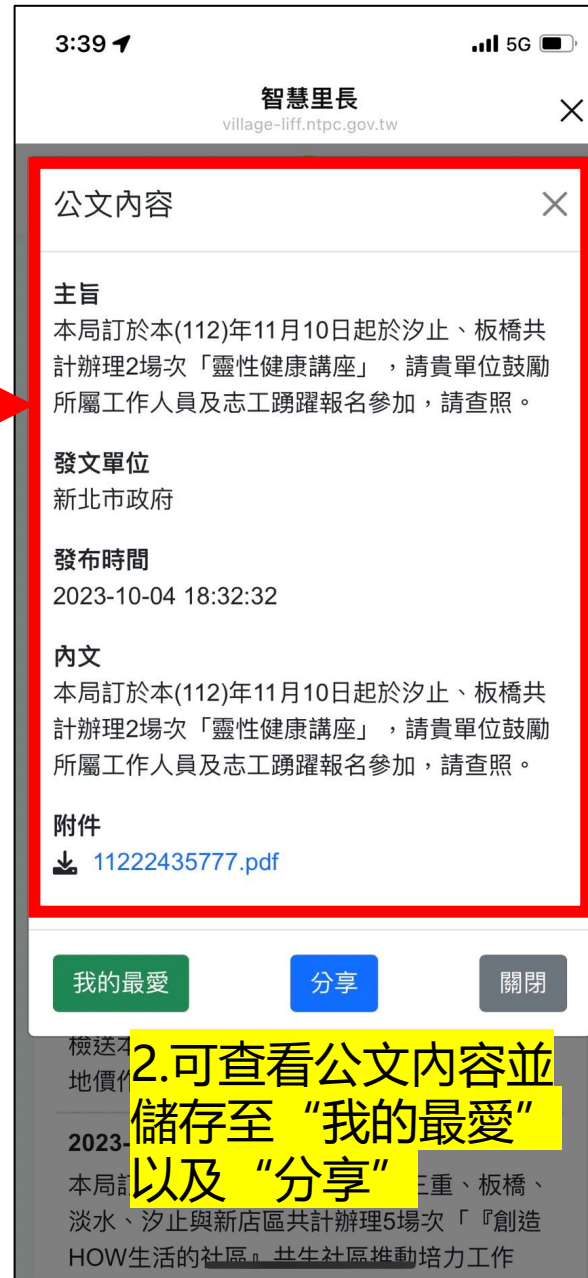 3:39
5G
智慧里長
village-liff.ntpc.gov.tw
公文內容
主旨
本局訂於本(112)年11月10日起於汐止、板橋共
計辦理2場次「靈性健康講座」，請貴單位鼓勵
所屬工作人員及志工踴躍報名參加，請查照。
發文單位
新北市政府
發布時間
2023-10-04 18:32:32
內文
本局訂於本(112)年11月10日起於汐止、板橋共
計辦理2場次「靈性健康講座」，請貴單位鼓勵
所屬工作人員及志工踴躍報名參加，請查照。
附件
11222435777.pdf
我的最愛
分享
關閉
檢送本
地價作
2.可查看公文內容並
儲存至“我的最愛”
以及“分享”
2023-
本局訂
三重、板橋、
淡水、汐止與新店區共計辦理5場次「『創造
HOW生活的社區』共生社區推動培力工作